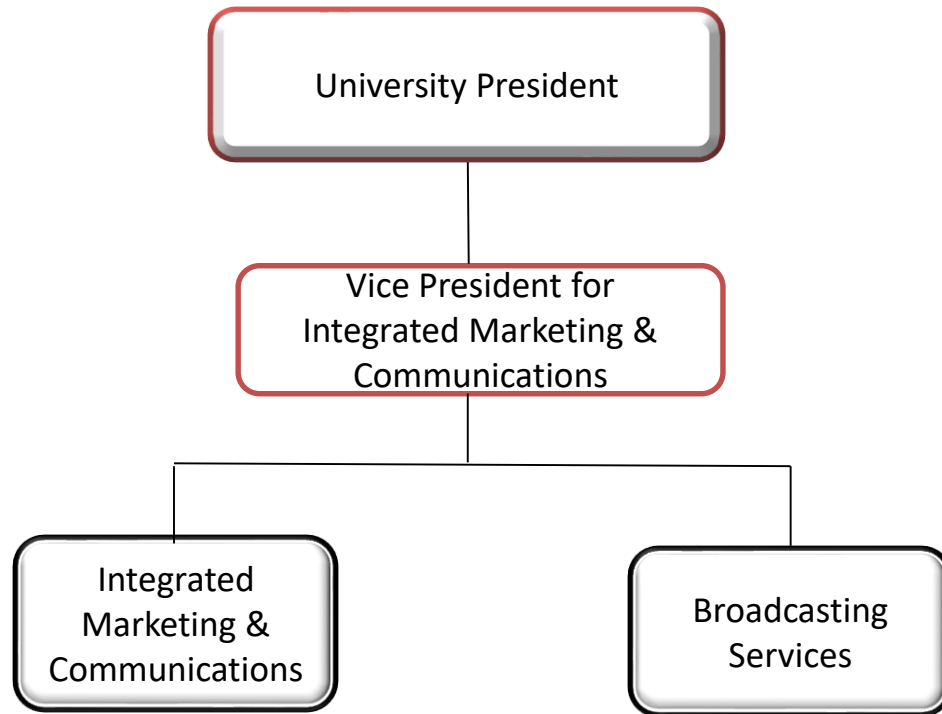 University President
Vice President for
Integrated Marketing &
Communications
Integrated
Marketing &
Communications
Broadcasting
Services